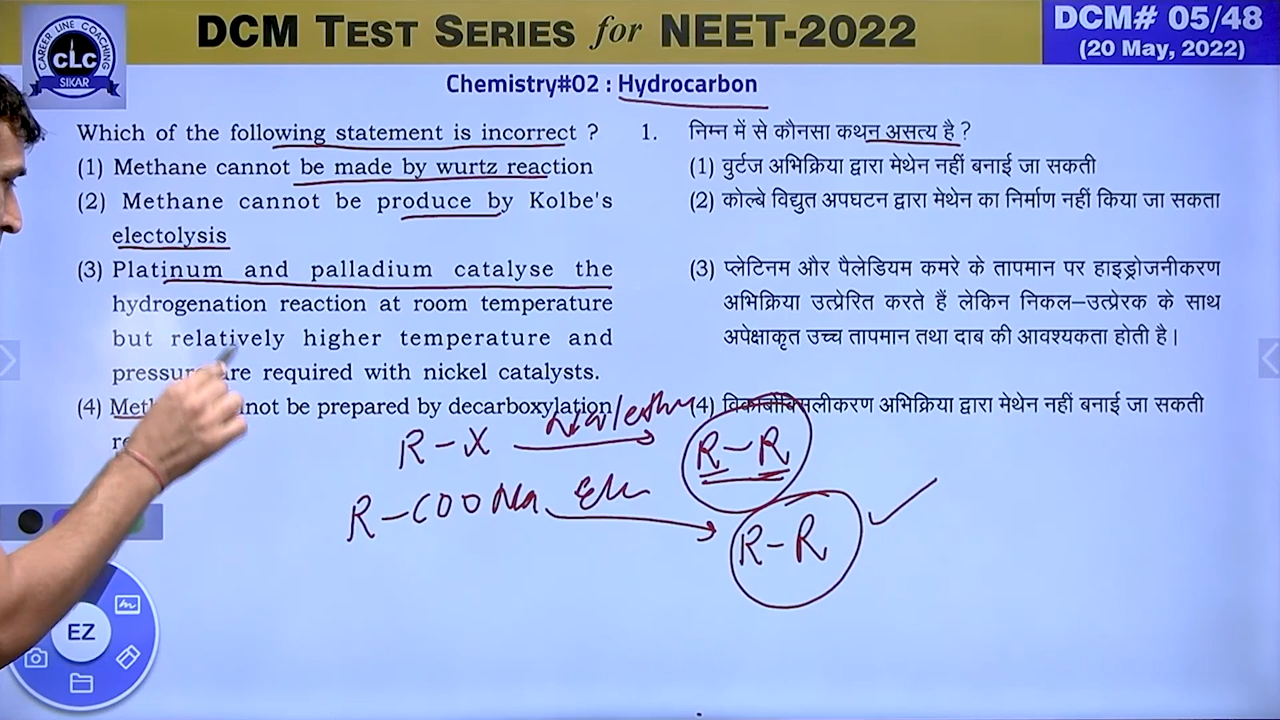 DCM TEST SERIES for NEET-2022
DCM# 05/48
(20 May, 2022)
CAREER LINE COACHING
CLC
SIKAR
Chemistry#02 : Hydrocarbon
Which of the following statement is incorrect ?
(1) Methane cannot be made by wurtz reaction
(2) Methane cannot be produce by Kolbe's
electolysis
(3) Platinum and palladium catalyse the
hydrogenation reaction at room temperature
but relatively higher temperature and
pressure are required with nickel catalysts.
(4) be prepared by decarboxylation
1. निम्न में से कौनसा कथन असत्य है ?
(1) वुर्टज अभिक्रिया द्वारा मेथेन नहीं बनाई जा सकती
(2) कोल्बे विद्युत अपघटन द्वारा मेथेन का निर्माण नहीं किया जा सकता
(3) प्लेटिनम और पैलेडियम कमरे के तापमान पर हाइड्रोजनीकरण
अभिक्रिया उत्प्रेरित करते हैं लेकिन निकल–उत्प्रेरक के साथ
अपेक्षाकृत उच्च तापमान तथा दाब की आवश्यकता होती है।
(4) विकार्बोक्सिलीकरण अभिक्रिया द्वारा मेथेन नहीं बनाई जा सकती
R-X R-R
R-COONa R-R
EZ